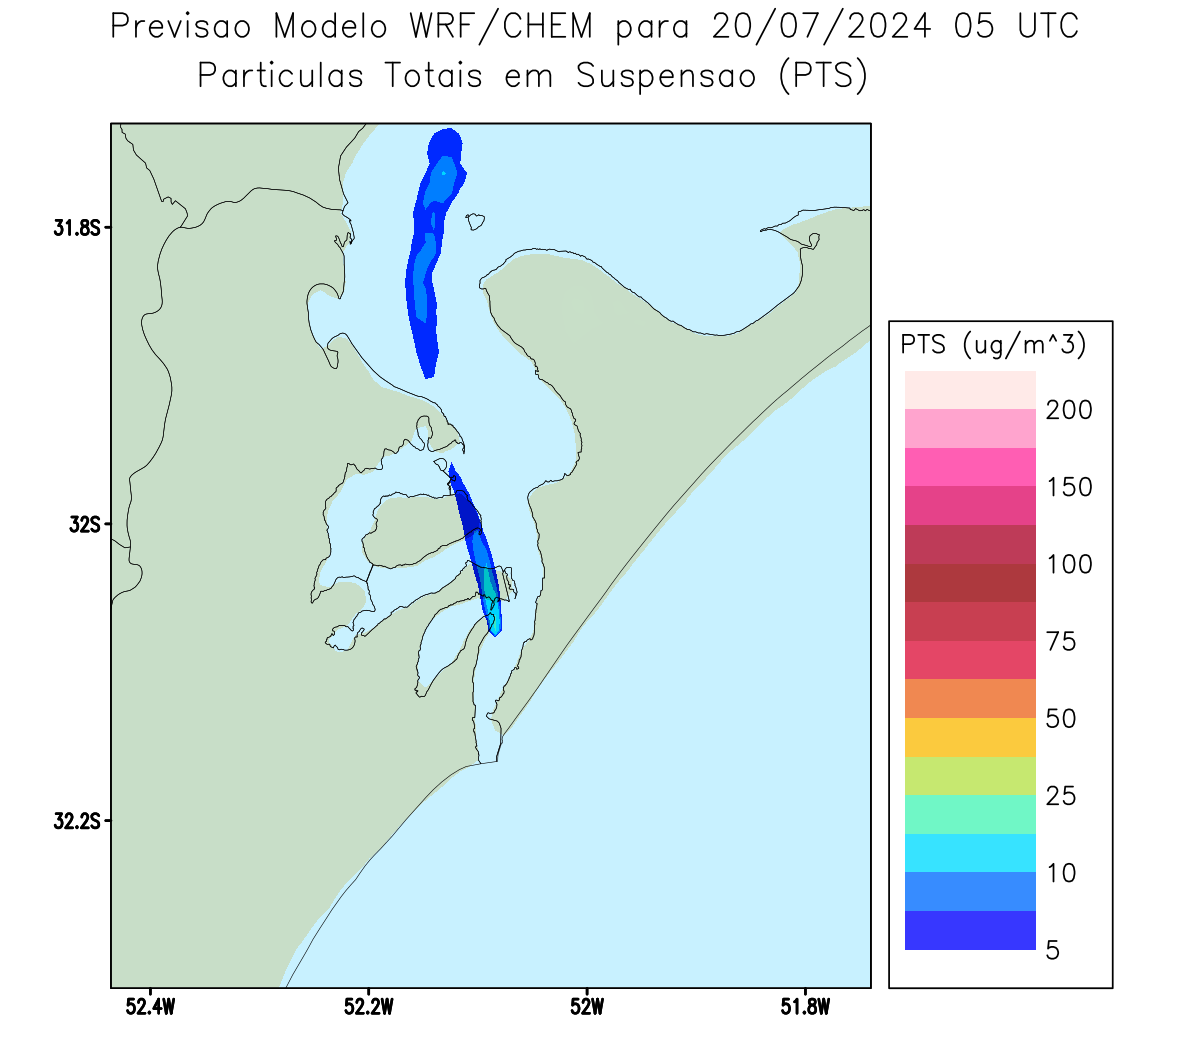 Previsao Modelo WRF/CHEM para 20/07/2024 05 UTC
Particulas Totais em Suspensao (PTS)
31.8S
32S
32.2S
52.4W
52.2W
52W
51.8W
PTS (ug/m^3)
200
150
100
75
50
25
10
5